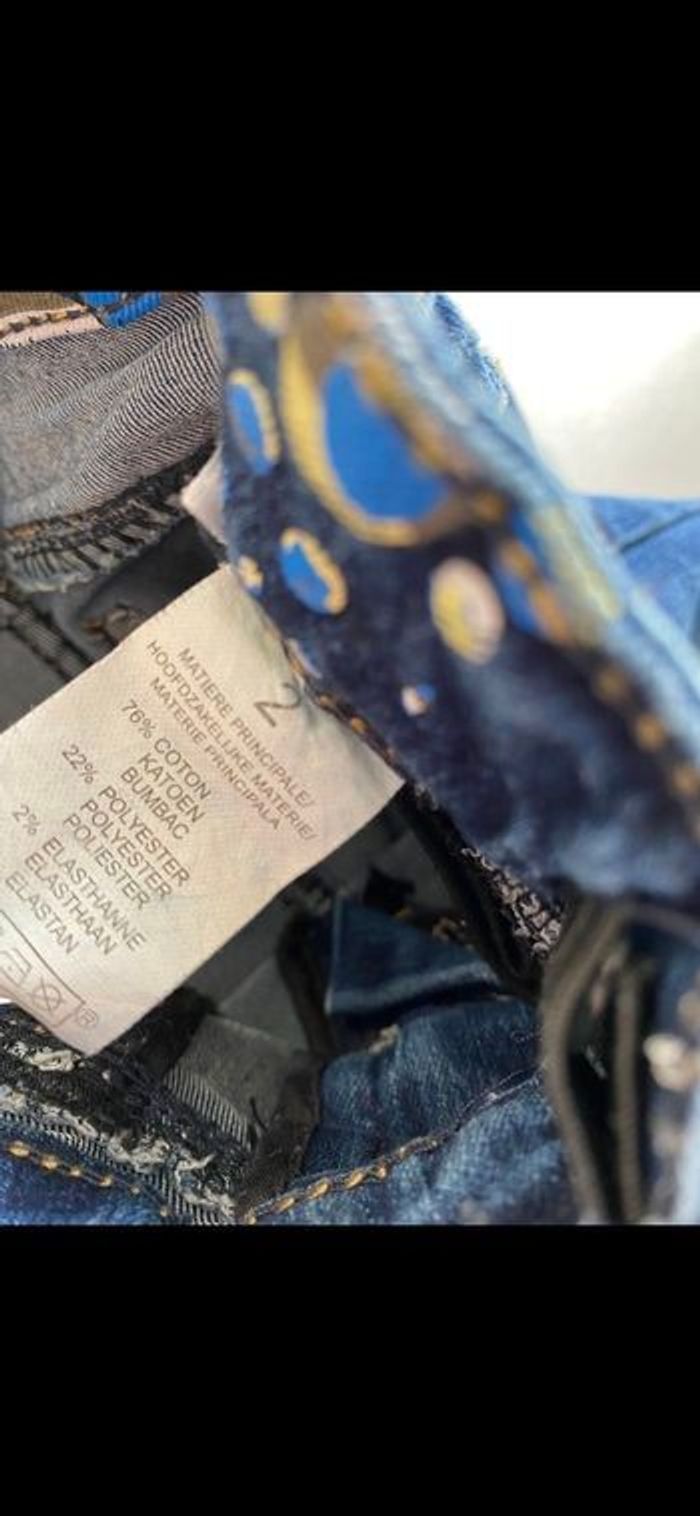 2
MATIERE PRINCIPALE/
HOOFDZAKELIJKE MATERIE/
MATERIE PRINCIPALA
76% COTON
KATOEN
BUMBAC
22% POLYESTER
POLYESTER
POLIESTER
2% ELASTHANNE
ELASTHAAN
ELASTAN